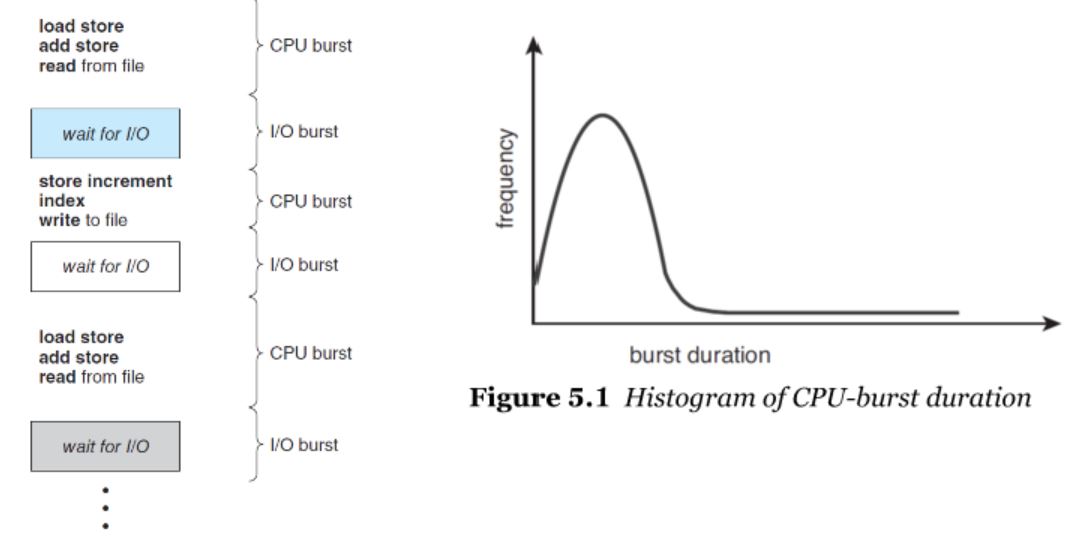 load store
add store
read from file
CPU burst
wait for I/O
I/O burst
store increment
index
write to file
CPU burst
wait for I/O
I/O burst
load store
add store
read from file
CPU burst
wait for I/O
I/O burst
frequency
burst duration
Figure 5.1 Histogram of CPU-burst duration